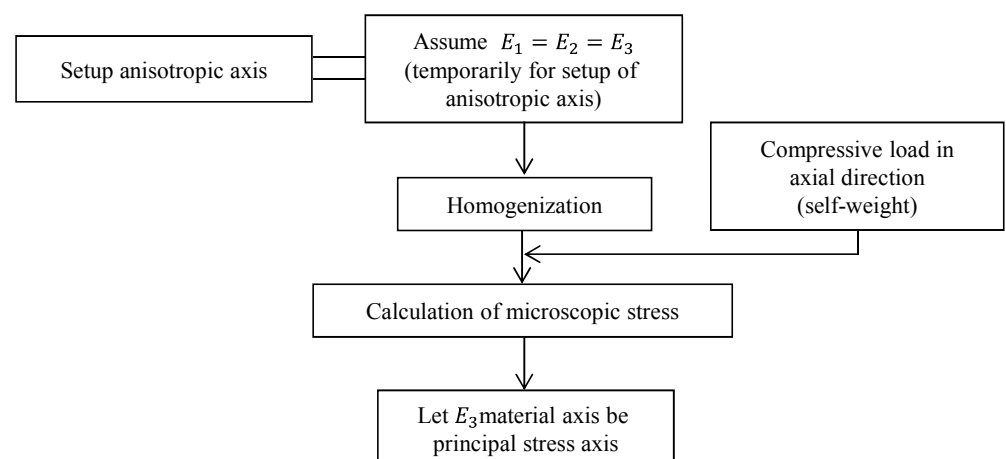 Setup anisotropic axis
Assume E₁ = E₂ = E₃
(temporarily for setup of
anisotropic axis)
Homogenization
Compressive load in
axial direction
(self-weight)
Calculation of microscopic stress
Let E₃material axis be
principal stress axis